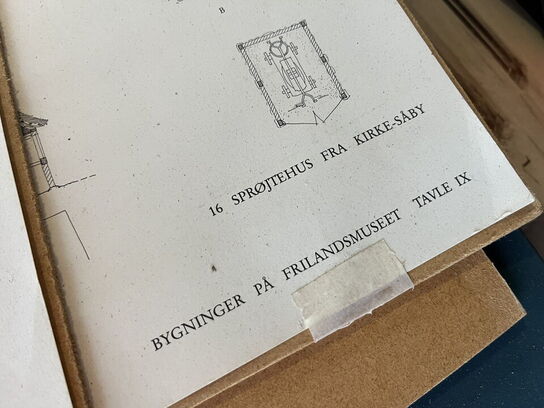 B
16 SPRØJTEHUS FRA KIRKE-SÅBY
BYGNINGER PÅ FRILANDSMUSEET TAVLE IX